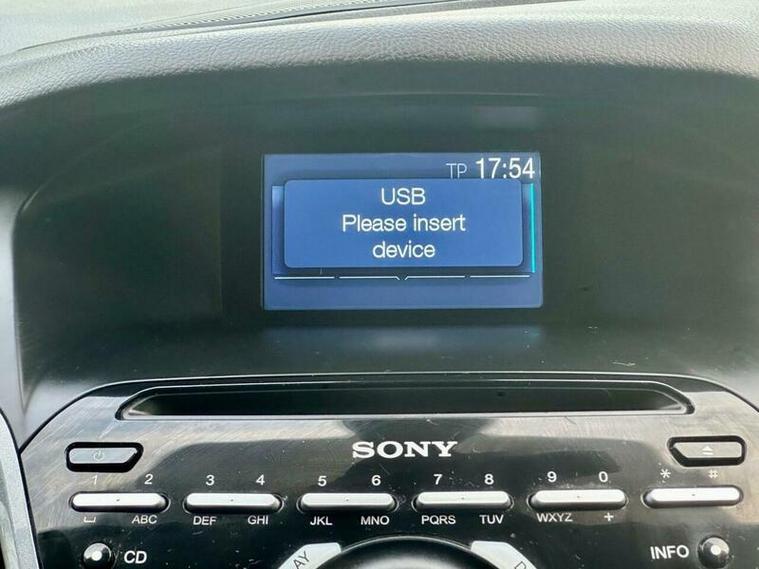 TP 17:54
USB
Please insert
device
SONY
1 2 3 4 5 6 7 8 9 0 * #
ABC DEF GHI JKL MNO PQRS TUV WXYZ +
CD INFO